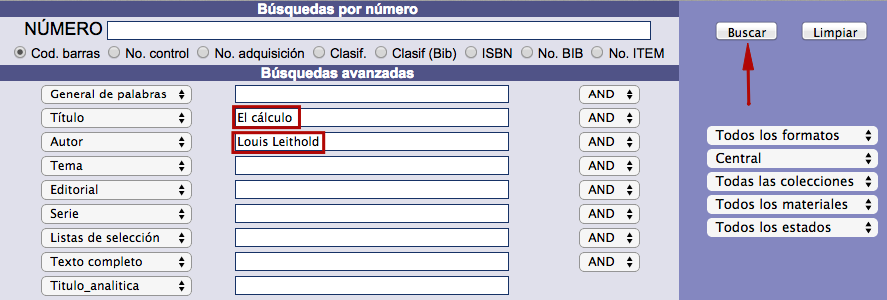 Búsquedas por número
NÚMERO
Cod. barras No. control No. adquisición Clasif. Clasif (Bib) ISBN No. BIB No. ITEM
Buscar Limpiar
Búsquedas avanzadas
General de palabras AND
Título El cálculo AND
Autor Louis Leithold AND
Tema AND
Editorial AND
Serie AND
Listas de selección AND
Texto completo AND
Titulo_analitica
Todos los formatos
Central
Todas las colecciones
Todos los materiales
Todos los estados